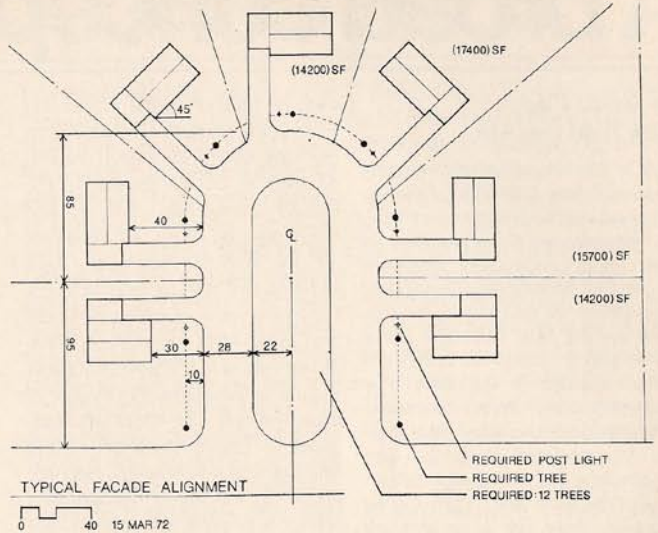 (14200) SF
(17400) SF
45°
85
40
(15700) SF
(14200) SF
℄
95
30
28
22
10
REQUIRED POST LIGHT
REQUIRED TREE
REQUIRED: 12 TREES
TYPICAL FACADE ALIGNMENT
0 40 15 MAR 72